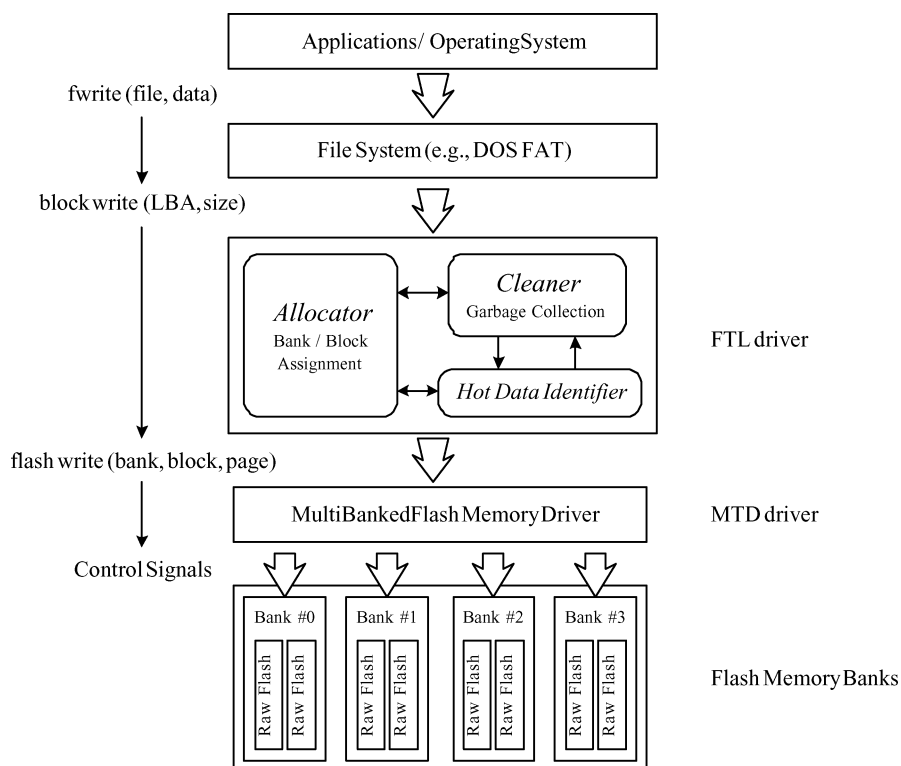 Applications/ OperatingSystem
fwrite (file, data)
File System (e.g., DOS FAT)
block write (LBA, size)
Allocator
Bank / Block
Assignment
Cleaner
Garbage Collection
Hot Data Identifier
FTL driver
flash write (bank, block, page)
MultiBankedFlash Memory Driver
MTD driver
Control Signals
Bank #0
Bank #1
Bank #2
Bank #3
Raw Flash
Raw Flash
Raw Flash
Raw Flash
Raw Flash
Raw Flash
Raw Flash
Raw Flash
Flash Memory Banks